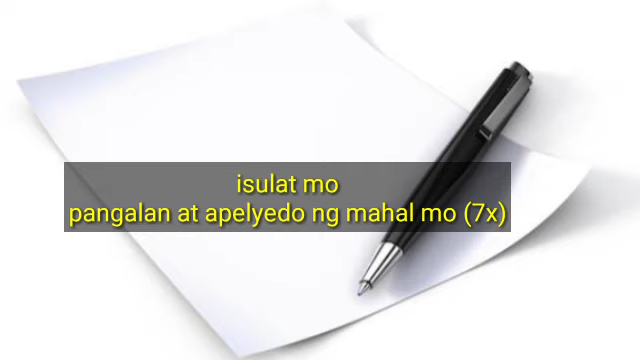 isulat mo
pangalan at apelyedo ng mahal mo (7x)